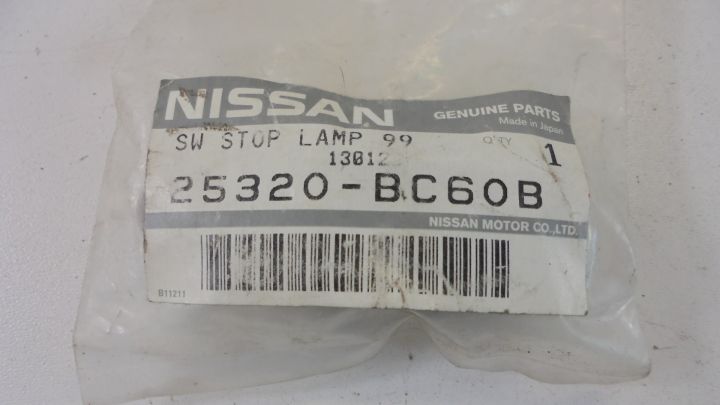 NISSAN
GENUINE PARTS
Made in Japan
SW STOP LAMP 99
Q'TY 1
25320-BC60B
NISSAN MOTOR CO.,LTD.
B11211